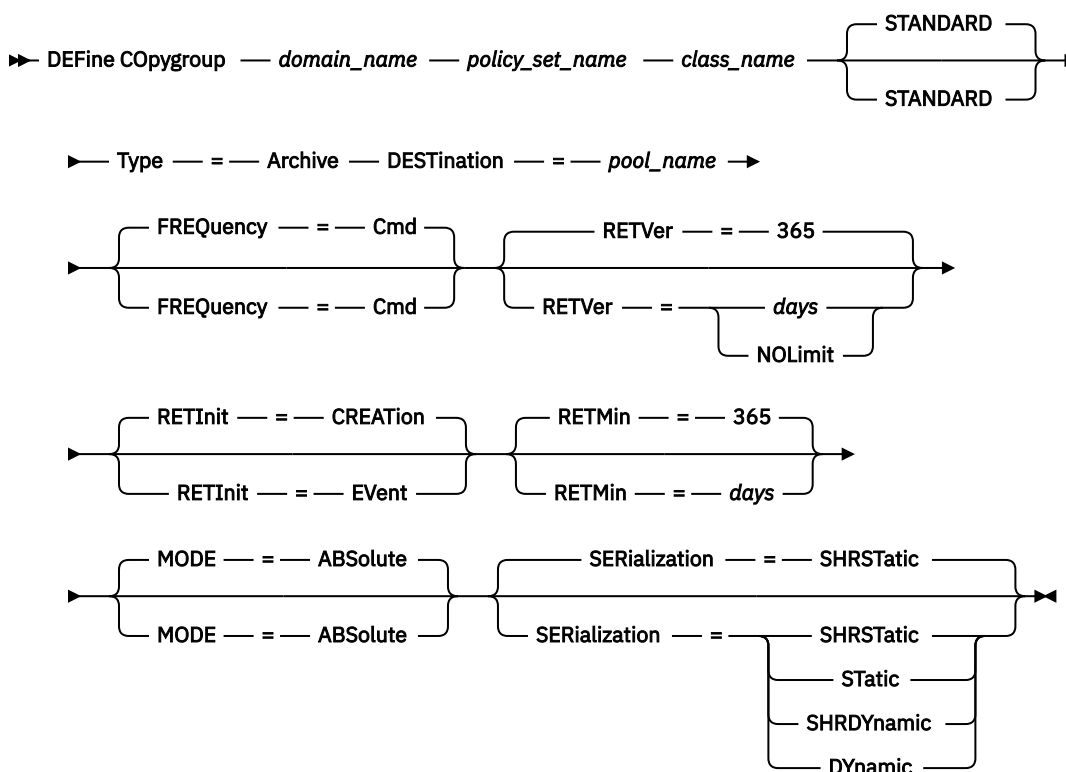 STANDARD
DEFine COpygroup domain_name policy_set_name class_name
STANDARD
Type = Archive DESTination = pool_name
FREQuency = Cmd RETVer = 365
FREQuency = Cmd RETVer = days
NOLimit
RETInit = CREATion RETMin = 365
RETInit = EVent RETMin = days
MODE = ABSolute SERialization = SHRSTatic
MODE = ABSolute SERialization = SHRSTatic
STatic
SHRDYnamic
DYnamic